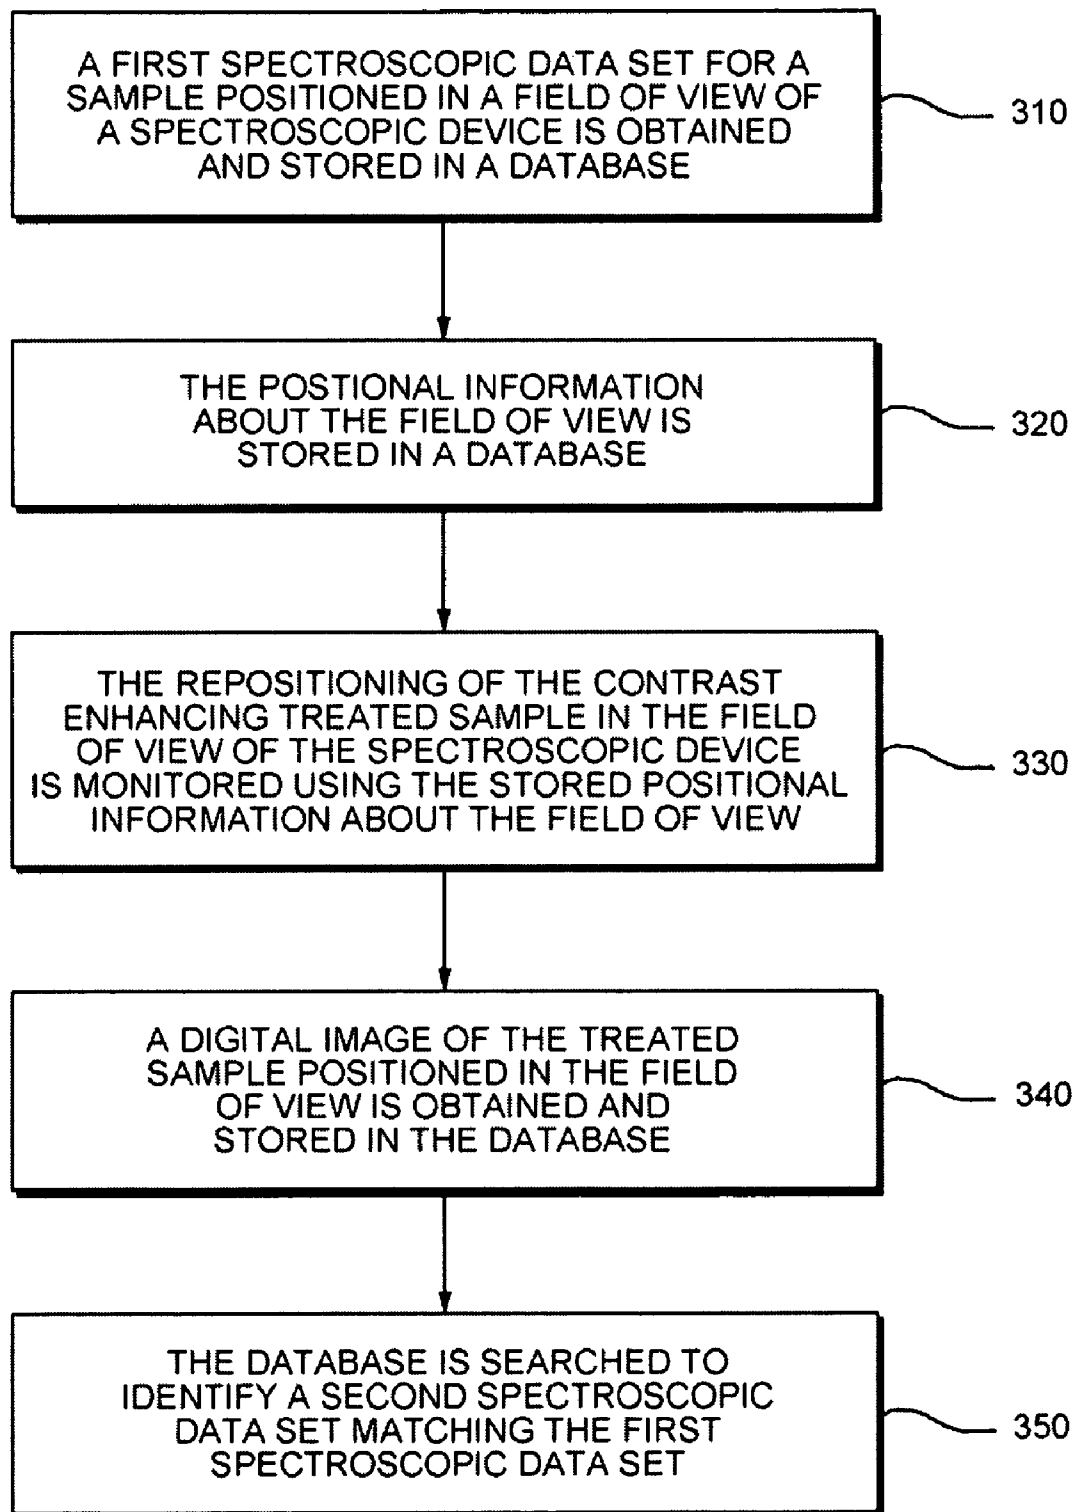 A FIRST SPECTROSCOPIC DATA SET FOR A
SAMPLE POSITIONED IN A FIELD OF VIEW OF
A SPECTROSCOPIC DEVICE IS OBTAINED
AND STORED IN A DATABASE
310
THE POSTIONAL INFORMATION
ABOUT THE FIELD OF VIEW IS
STORED IN A DATABASE
320
THE REPOSITIONING OF THE CONTRAST
ENHANCING TREATED SAMPLE IN THE FIELD
OF VIEW OF THE SPECTROSCOPIC DEVICE
IS MONITORED USING THE STORED POSITIONAL
INFORMATION ABOUT THE FIELD OF VIEW
330
A DIGITAL IMAGE OF THE TREATED
SAMPLE POSITIONED IN THE FIELD
OF VIEW IS OBTAINED AND
STORED IN THE DATABASE
340
THE DATABASE IS SEARCHED TO
IDENTIFY A SECOND SPECTROSCOPIC
DATA SET MATCHING THE FIRST
SPECTROSCOPIC DATA SET
350